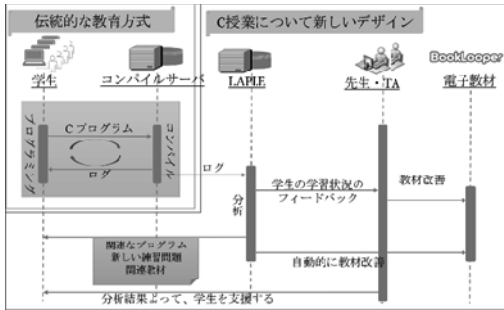 伝統的な教育方式
C授業について新しいデザイン
学生
コンパイルサーバ
LAPLE
先生・TA
BookLooper
電子教材
プログラミング
Cプログラム
ログ
コンパイル
ログ
分析
学生の学習状況の
フィードバック
教材改善
関連なプログラム
新しい練習問題
関連教材
自動的に教材改善
分析結果よって、学生を支援する